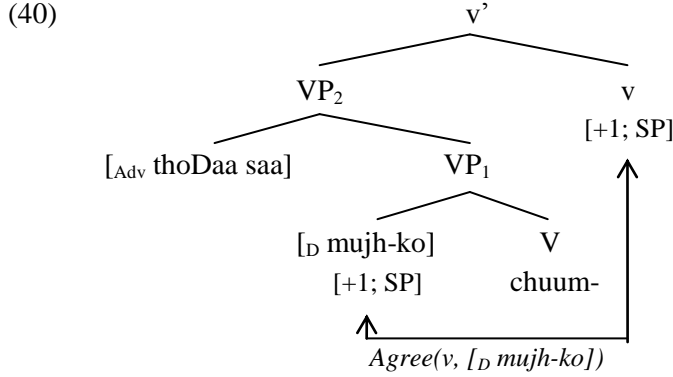 (40) v’
VP₂ v
[+1; SP]
[Adv thoDaa saa] VP₁
[D mujh-ko] V
[+1; SP] chuum-
Agree(v, [D mujh-ko])